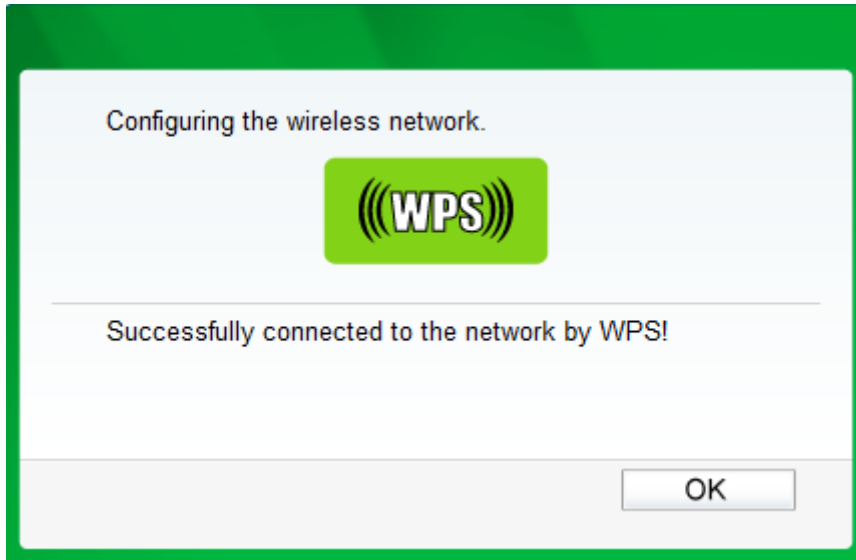 Configuring the wireless network.
(((WPS)))
Successfully connected to the network by WPS!
OK